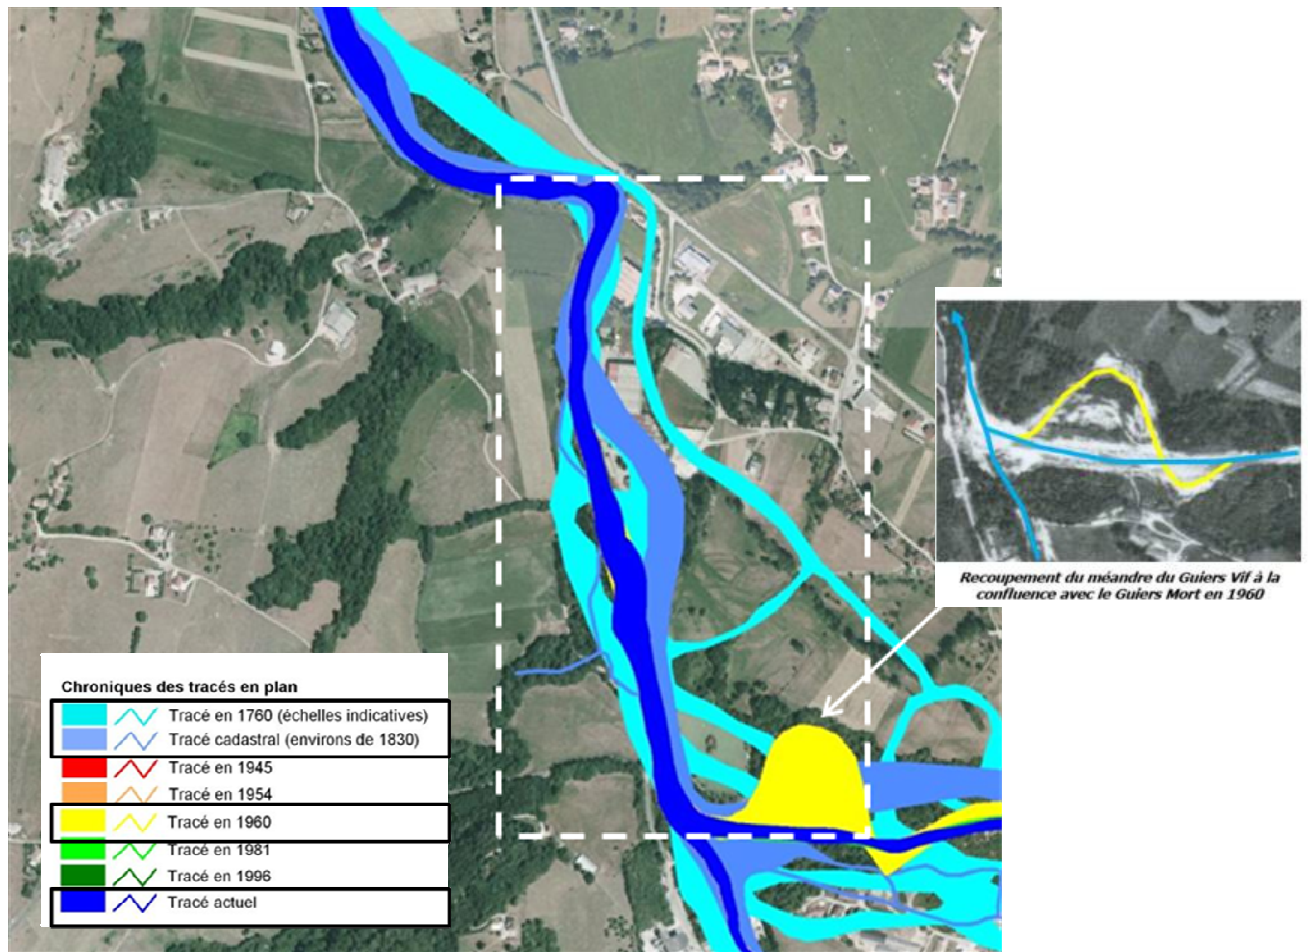 Recoupement du méandre du Guiers Vif à la
confluence avec le Guiers Mort en 1960
Chroniques des tracés en plan
Tracé en 1760 (échelles indicatives)
Tracé cadastral (environs de 1830)
Tracé en 1945
Tracé en 1954
Tracé en 1960
Tracé en 1981
Tracé en 1996
Tracé actuel